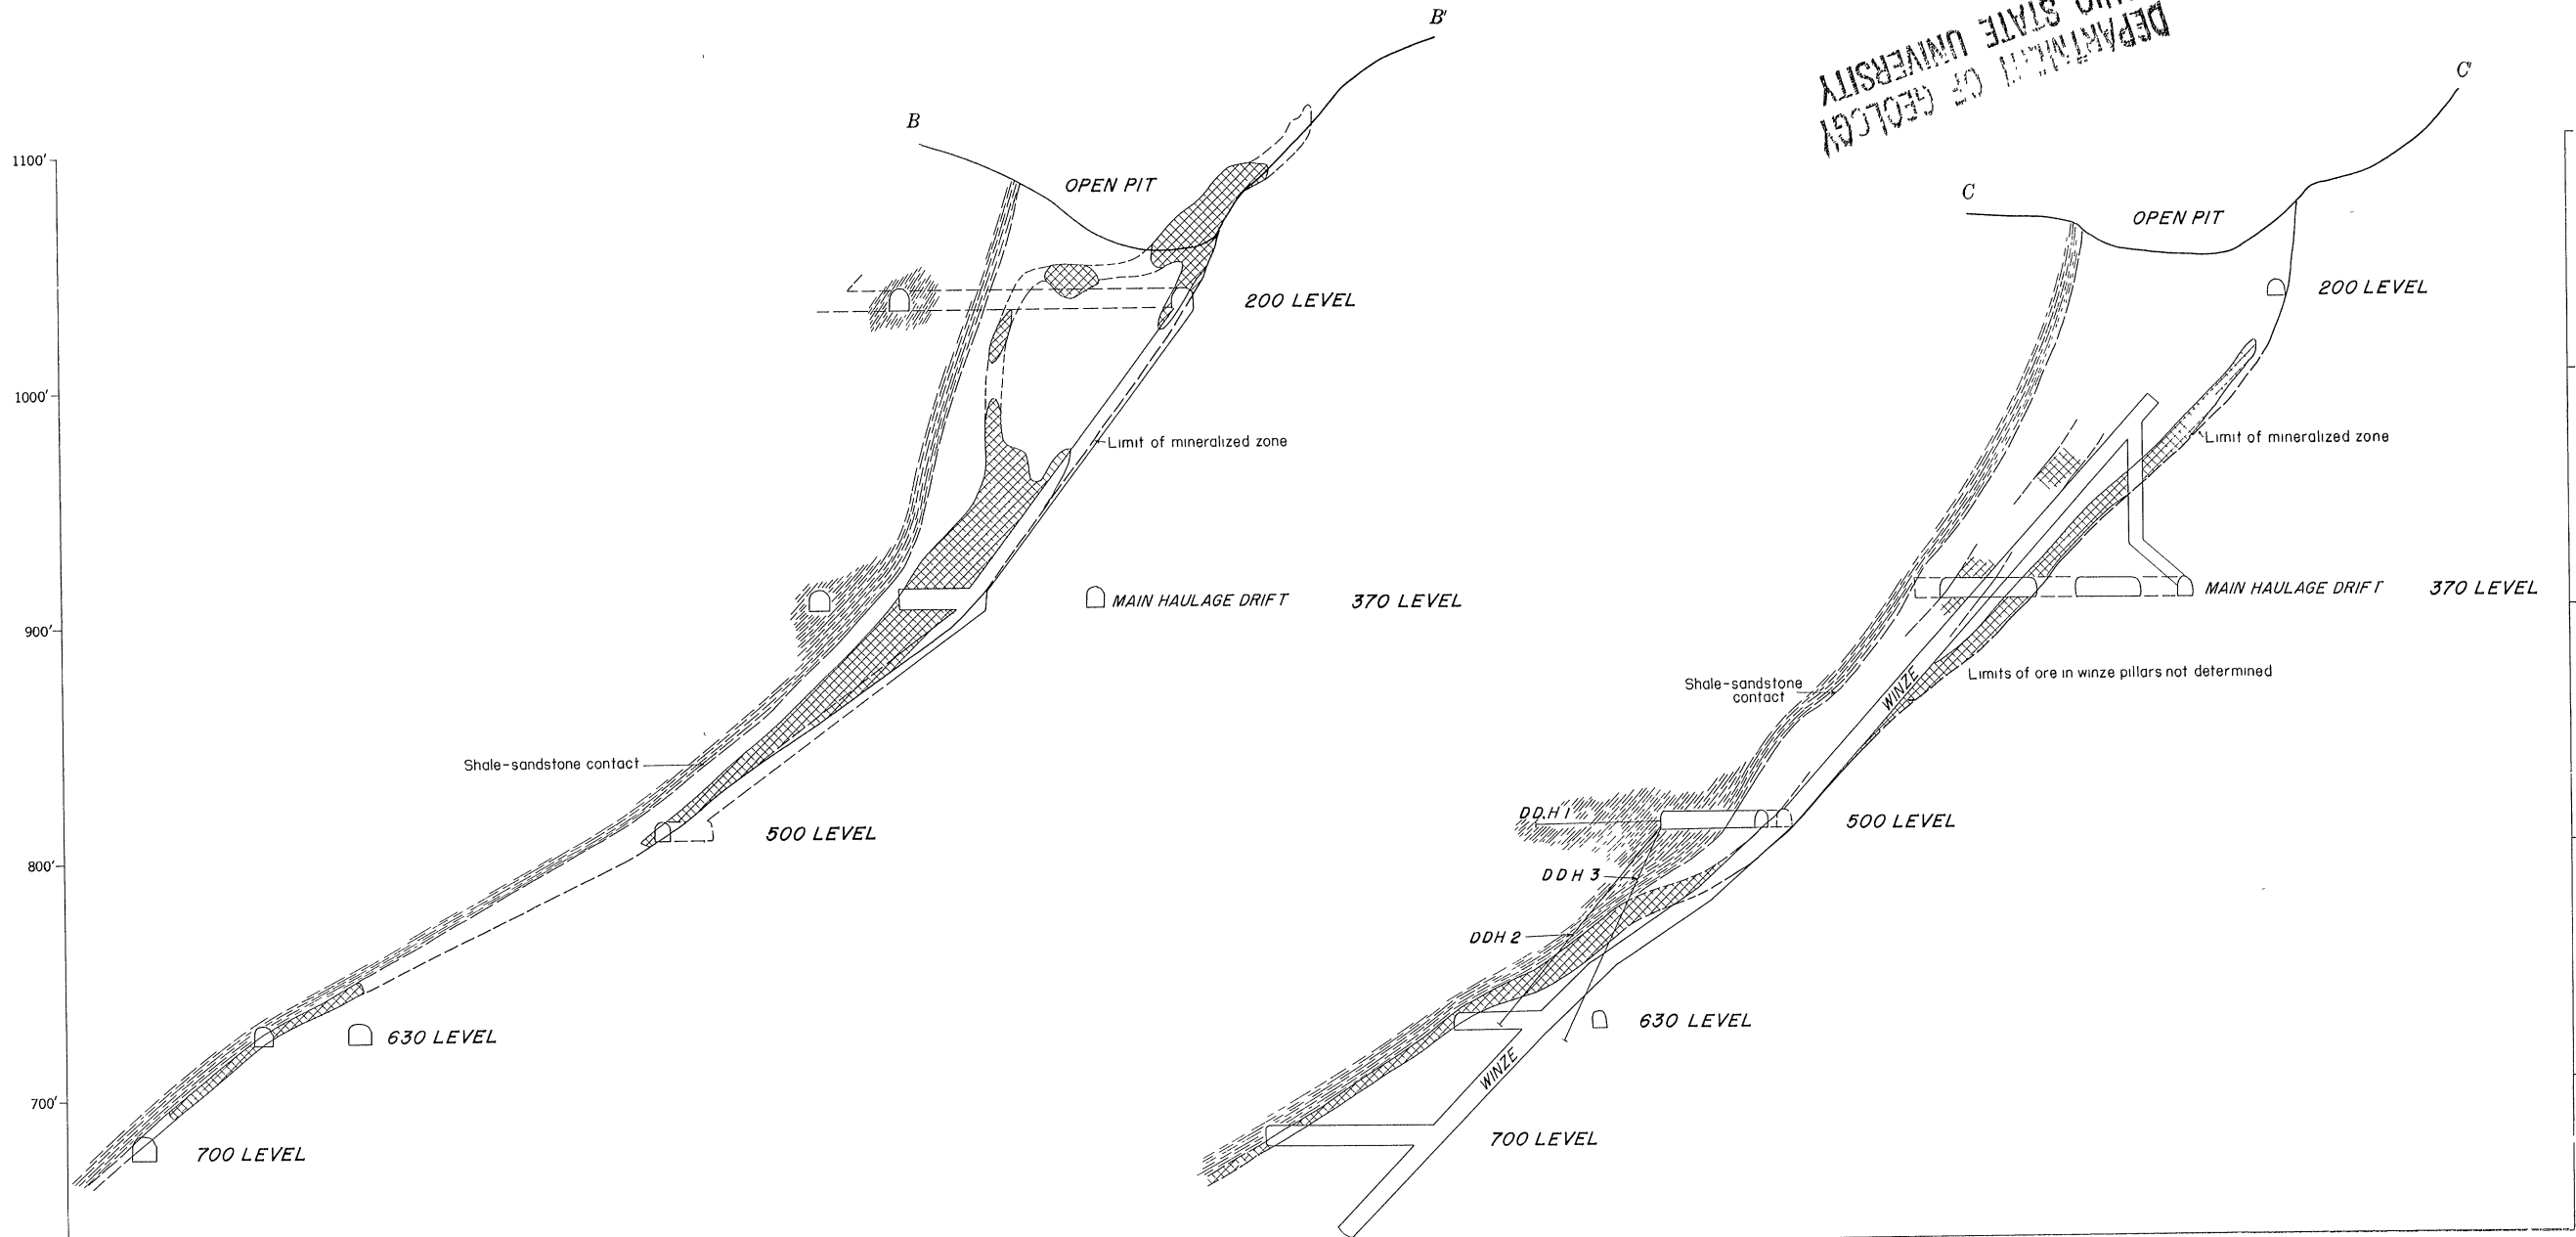 B'
DEPARTMENT OF GEOLOGY
STATE UNIVERSITY
C'
B
1100'
OPEN PIT
C
OPEN PIT
200 LEVEL
200 LEVEL
1000'
Limit of mineralized zone
Limit of mineralized zone
MAIN HAULAGE DRIFT
370 LEVEL
MAIN HAULAGE DRIFT
370 LEVEL
900'
Limits of ore in winze pillars not determined
Shale-sandstone
contact
WINZE
Shale-sandstone contact
D D.H 1
500 LEVEL
500 LEVEL
800'
D D H 3
DDH 2
630 LEVEL
630 LEVEL
WINZE
700'
700 LEVEL
700 LEVEL